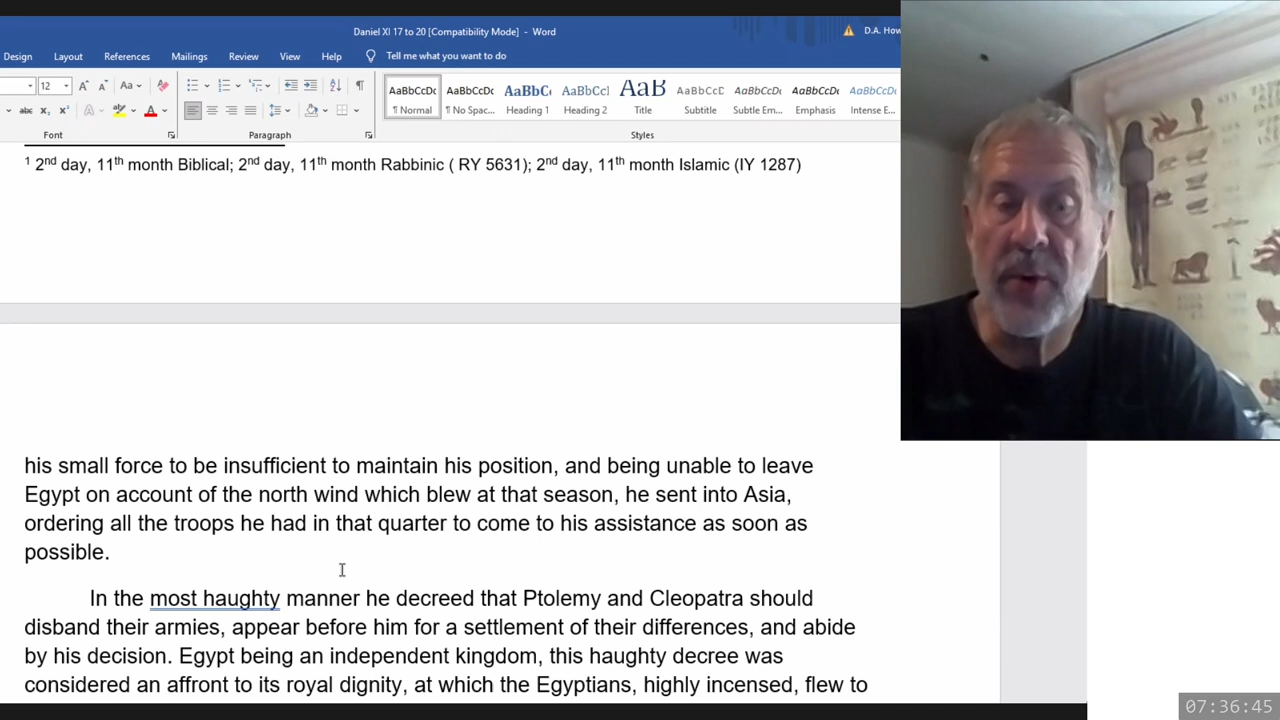 Daniel XI 17 to 20 [Compatibility Mode] - Word
D.A. How
Design Layout References Mailings Review View Help Tell me what you want to do
12
Aa
AaBbCcDc AaBbCcDc AaBbCc AaBbCcI AaB AaBbCcD AaBbCcDc AaBbCcDc AaBbCcDc
¶ Normal ¶ No Spac... Heading 1 Heading 2 Title Subtitle Subtle Em... Emphasis Intense E...
Font Paragraph Styles
1 2nd day, 11th month Biblical; 2nd day, 11th month Rabbinic ( RY 5631); 2nd day, 11th month Islamic (IY 1287)
his small force to be insufficient to maintain his position, and being unable to leave
Egypt on account of the north wind which blew at that season, he sent into Asia,
ordering all the troops he had in that quarter to come to his assistance as soon as
possible.
In the most haughty manner he decreed that Ptolemy and Cleopatra should
disband their armies, appear before him for a settlement of their differences, and abide
by his decision. Egypt being an independent kingdom, this haughty decree was
considered an affront to its royal dignity, at which the Egyptians, highly incensed, flew to
07:36:45